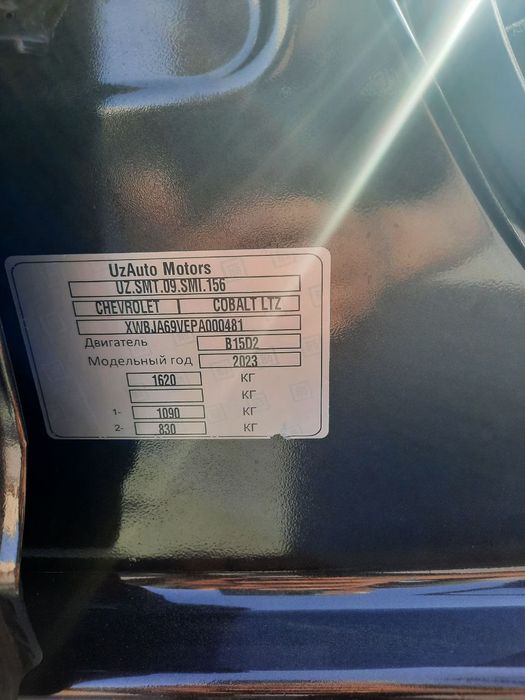 UzAuto Motors
UZ.SMT.09.SMI.156
CHEVROLET COBALT LTZ
XWBJA69VEPA000481
Двигатель B15D2
Модельный год 2023
1620 КГ
КГ
1- 1090 КГ
2- 830 КГ